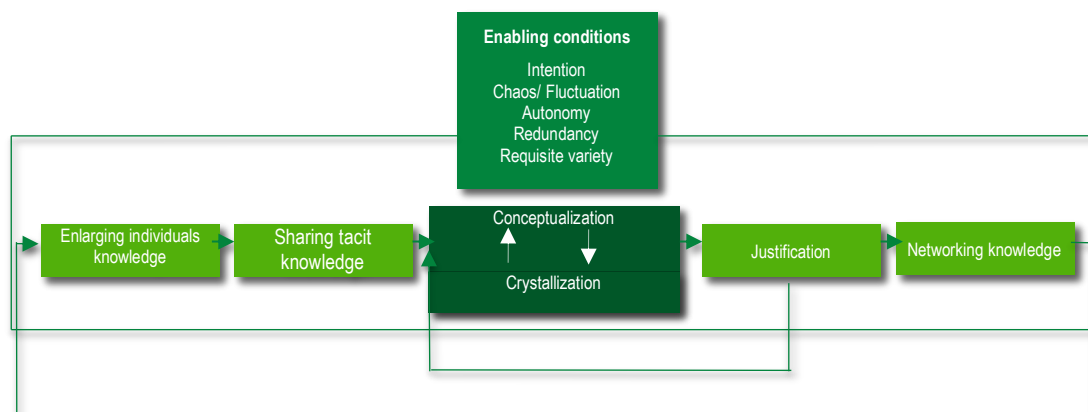 Enabling conditions
Intention
Chaos/ Fluctuation
Autonomy
Redundancy
Requisite variety
Enlarging individuals
knowledge
Sharing tacit
knowledge
Conceptualization
Crystallization
Justification
Networking knowledge